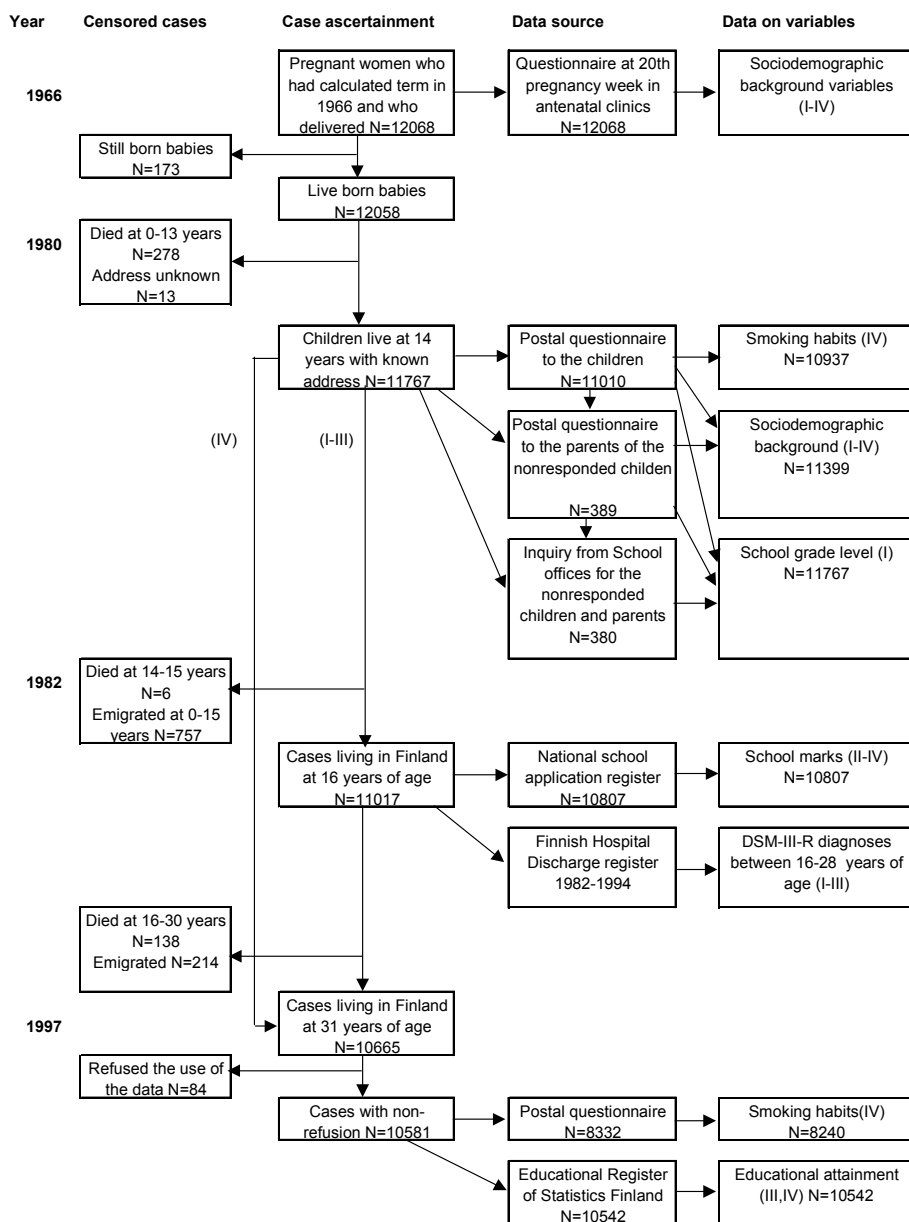 Year Censored cases Case ascertainment Data source Data on variables
1966
Pregnant women who
had calculated term in
1966 and who
delivered N=12068
Questionnaire at 20th
pregnancy week in
antenatal clinics
N=12068
Sociodemographic
background variables
(I-IV)
Still born babies
N=173
Live born babies
N=12058
1980
Died at 0-13 years
N=278
Address unknown
N=13
Children live at 14
years with known
address N=11767
Postal questionnaire
to the children
N=11010
Smoking habits (IV)
N=10937
(IV)
(I-III)
Postal questionnaire
to the parents of the
nonresponded childen
N=389
Sociodemographic
background (I-IV)
N=11399
Inquiry from School
offices for the
nonresponded
children and parents
N=380
School grade level (I)
N=11767
1982
Died at 14-15 years
N=6
Emigrated at 0-15
years N=757
Cases living in Finland
at 16 years of age
N=11017
National school
application register
N=10807
School marks (II-IV)
N=10807
Finnish Hospital
Discharge register
1982-1994
DSM-III-R diagnoses
between 16-28 years of
age (I-III)
Died at 16-30 years
N=138
Emigrated N=214
1997
Cases living in Finland
at 31 years of age
N=10665
Refused the use of
the data N=84
Cases with non-
refusion N=10581
Postal questionnaire
N=8332
Smoking habits(IV)
N=8240
Educational Register
of Statistics Finland
N=10542
Educational attainment
(III,IV) N=10542